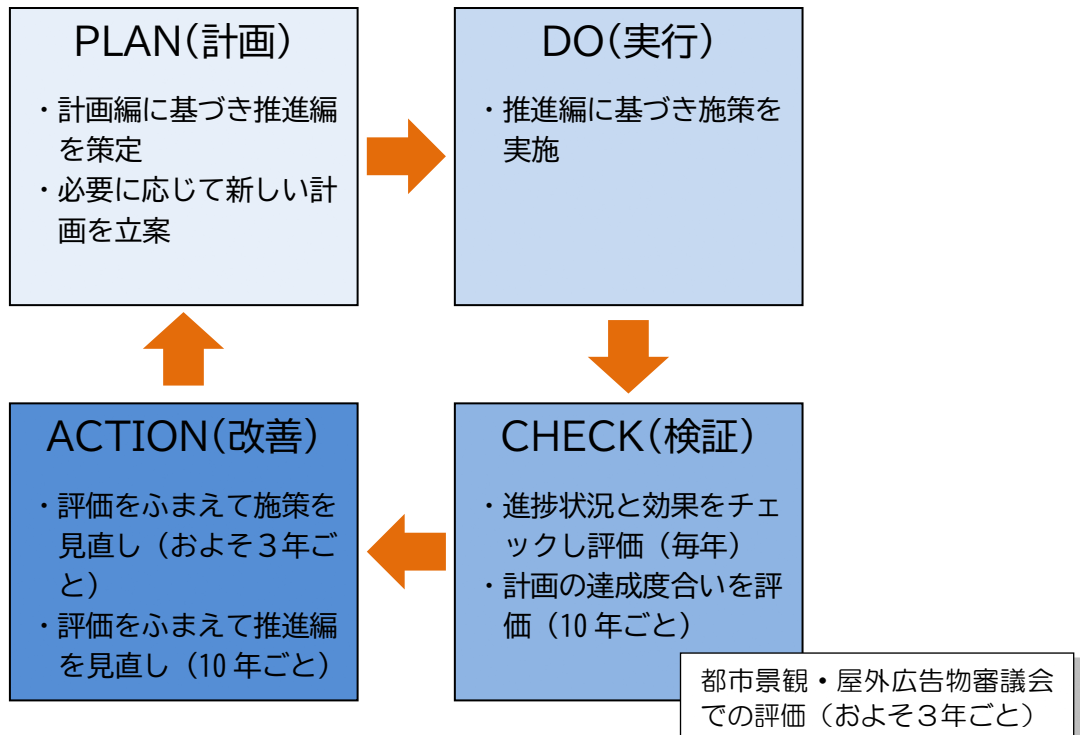 PLAN(計画)
・計画編に基づき推進編
を策定
・必要に応じて新しい計
画を立案
DO(実行)
・推進編に基づき施策を
実施
CHECK(検証)
・進捗状況と効果をチェ
ックし評価（毎年）
・計画の達成度合いを評
価（10年ごと）
都市景観・屋外広告物審議会
での評価（およそ３年ごと）
ACTION(改善)
・評価をふまえて施策を
見直し（およそ３年ご
と）
・評価をふまえて推進編
を見直し（10年ごと）